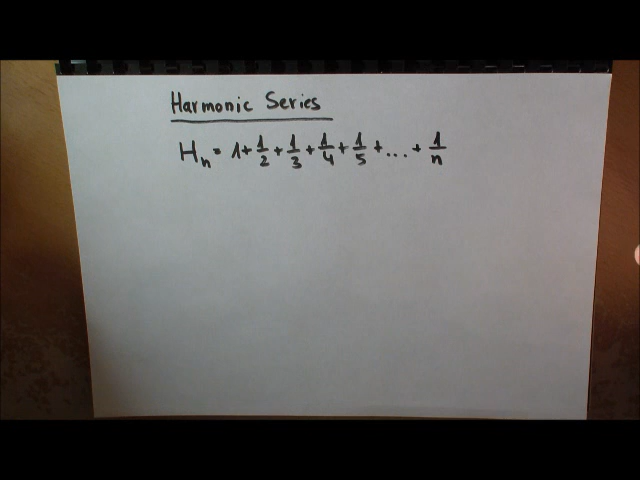 Harmonic Series
Hn = 1 + 1/2 + 1/3 + 1/4 + 1/5 + ... + 1/n